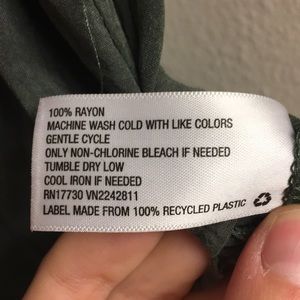 100% RAYON
MACHINE WASH COLD WITH LIKE COLORS
GENTLE CYCLE
ONLY NON-CHLORINE BLEACH IF NEEDED
TUMBLE DRY LOW
COOL IRON IF NEEDED
RN17730 VN2242811
LABEL MADE FROM 100% RECYCLED PLASTIC